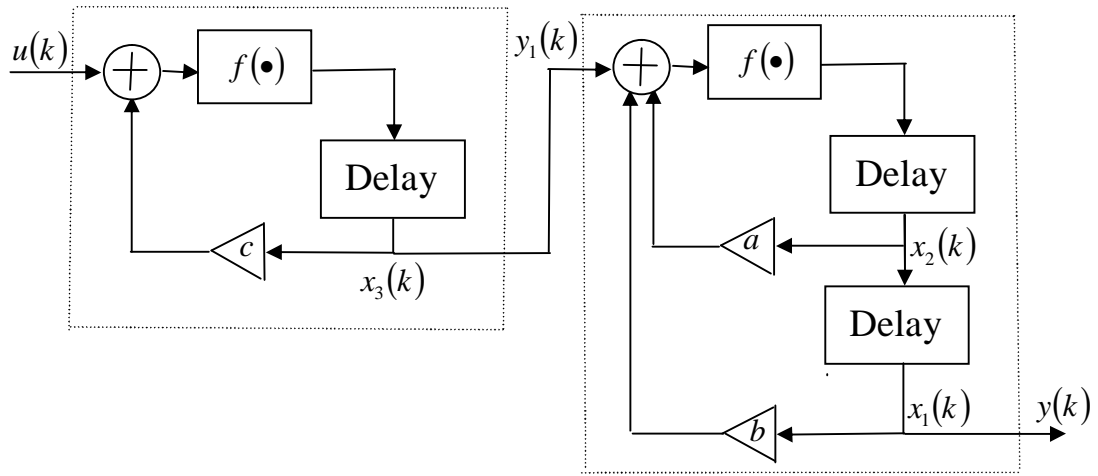 u(k)
f(•)
Delay
c
x₃(k)
y₁(k)
f(•)
Delay
a
x₂(k)
Delay
b
x₁(k)
y(k)